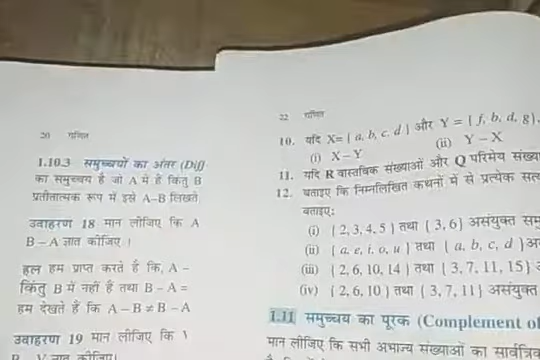 20 गणित
1.10.3 समुच्चयों का अंतर (Diff
का समुच्चय है जो A में है किंतु B
प्रतीतात्मक रूप में इसे A–B लिखते
उदाहरण 18 मान लीजिए कि A
B – A ज्ञात कीजिए ।
हल हम प्राप्त करते है कि, A –
किंतु B में नहीं है तथा B – A =
हम देखते हैं कि A – B ≠ B – A
उदाहरण 19 मान लीजिए कि V
ज्ञात कीजिए।
22 गणित
10. यदि X= { a, b, c, d } और Y = { f, b, d, g},
(i) X – Y (ii) Y – X
11. यदि R वास्तविक संख्याओं और Q परिमेय संख्या
12. बताइए कि निम्नलिखित कथनों में से प्रत्येक सत्
बताइए:
(i) { 2, 3, 4, 5 } तथा { 3, 6} असंयुक्त समु
(ii) { a, e, i, o, u } तथा { a, b, c, d }
(iii) { 2, 6, 10, 14 } तथा { 3, 7, 11, 15}
(iv) { 2, 6, 10 } तथा { 3, 7, 11} असंयुक्त
1.11 समुच्चय का पूरक (Complement of
मान लीजिए कि सभी अभाज्य संख्याओं का सार्वत्रिक